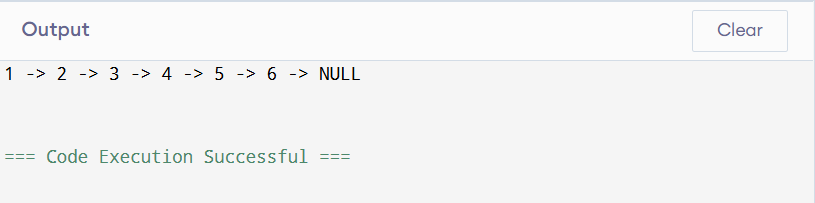 Output
Clear
1 -> 2 -> 3 -> 4 -> 5 -> 6 -> NULL
=== Code Execution Successful ===